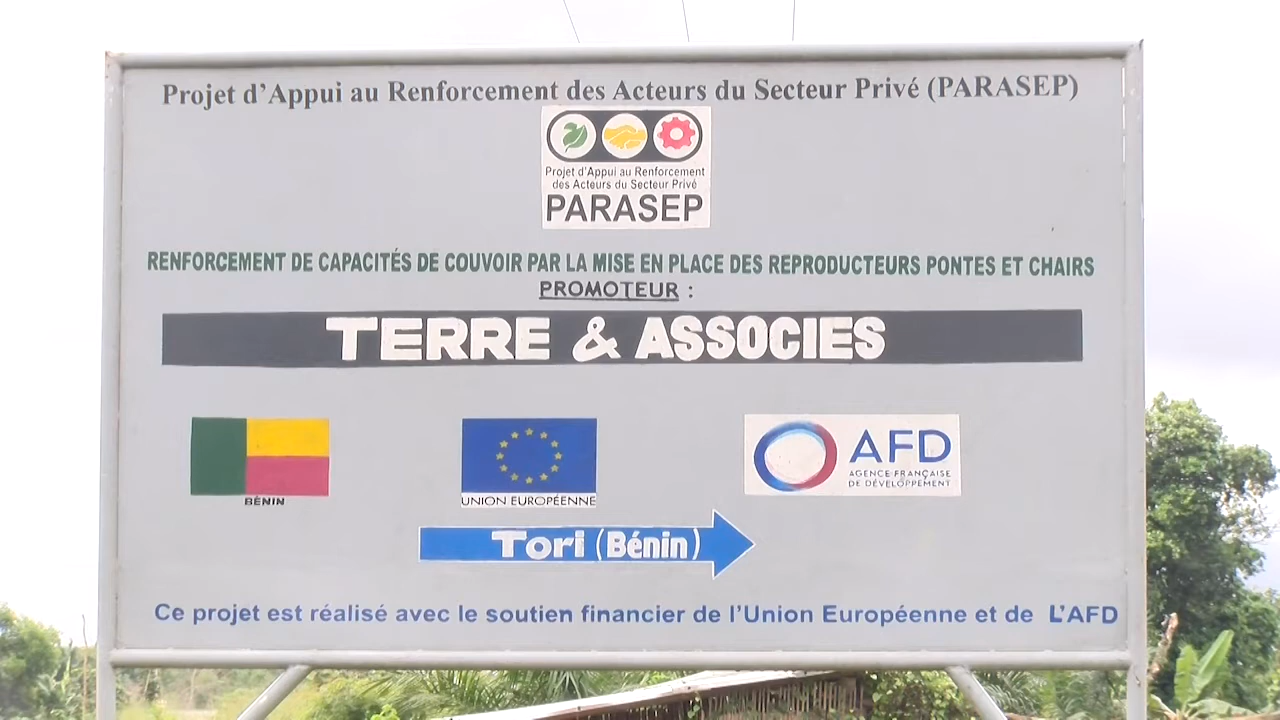 Projet d'Appui au Renforcement des Acteurs du Secteur Privé (PARASEP)
Projet d'Appui au Renforcement
des Acteurs du Secteur Privé
PARASEP
RENFORCEMENT DE CAPACITÉS DE COUVOIR PAR LA MISE EN PLACE DES REPRODUCTEURS PONTES ET CHAIRS
PROMOTEUR :
TERRE & ASSOCIES
BÉNIN
UNION EUROPÉENNE
AFD
AGENCE FRANÇAISE
DE DÉVELOPPEMENT
Tori (Bénin)
Ce projet est réalisé avec le soutien financier de l'Union Européenne et de L'AFD